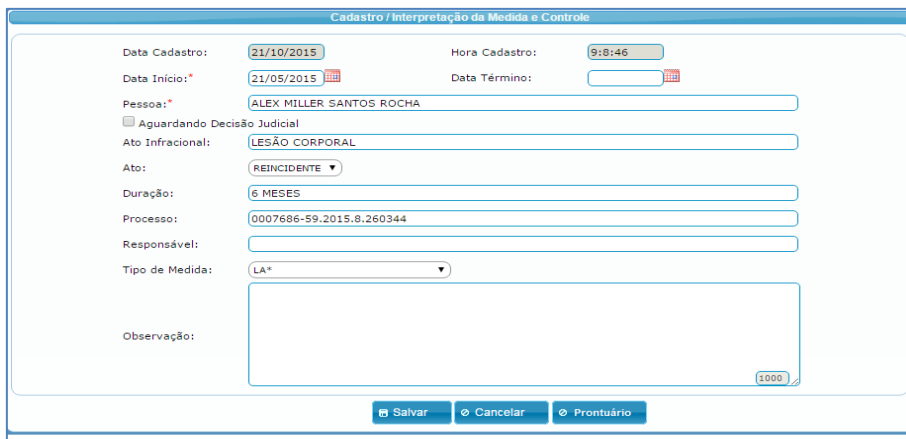 Cadastro / Interpretação da Medida e Controle
Data Cadastro: 21/10/2015 Hora Cadastro: 9:8:46
Data Início:* 21/05/2015 Data Término:
Pessoa:* ALEX MILLER SANTOS ROCHA
Aguardando Decisão Judicial
Ato Infracional: LESÃO CORPORAL
Ato: REINCIDENTE
Duração: 6 MESES
Processo: 0007686-59.2015.8.260344
Responsável:
Tipo de Medida: LA*
Observação:
1000
Salvar Cancelar Prontuário